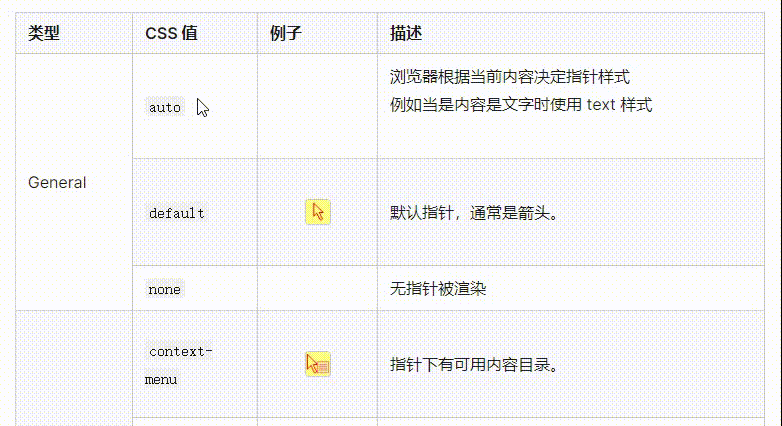 类型 CSS 值 例子 描述
浏览器根据当前内容决定指针样式
auto
例如当是内容是文字时使用 text 样式
General
default 默认指针，通常是箭头。
none 无指针被渲染
context-
menu
指针下有可用内容目录。